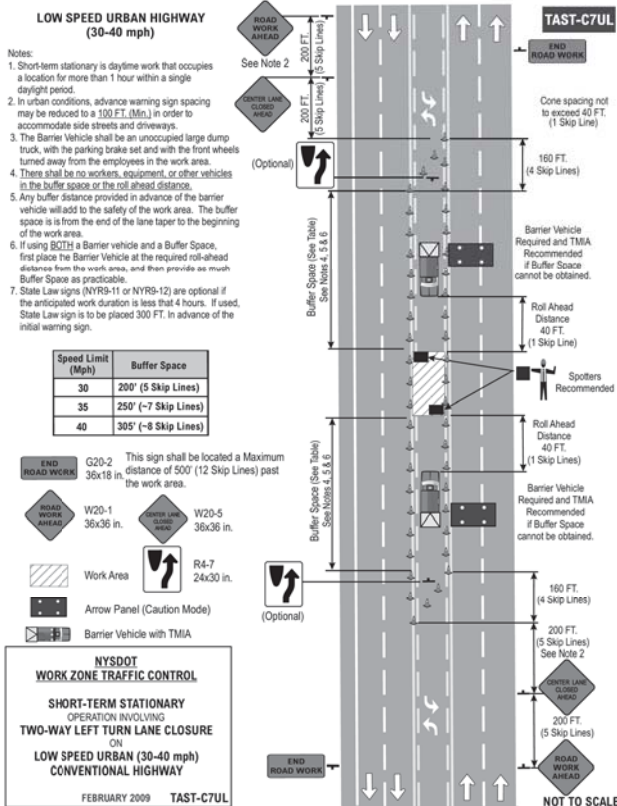 LOW SPEED URBAN HIGHWAY
(30-40 mph)
Notes:
1. Short-term stationary is daytime work that occupies
a location for more than 1 hour within a single
daylight period.
2. In urban conditions, advance warning sign spacing
may be reduced to a 100 FT. (Min.) in order to
accommodate side streets and driveways.
3. The Barrier Vehicle shall be an unoccupied large dump
truck, with the parking brake set and with the front wheels
turned away from the employees in the work area.
4. There shall be no workers, equipment, or other vehicles
in the buffer space or the roll ahead distance.
5. Any buffer distance provided in advance of the barrier
vehicle will add to the safety of the work area. The buffer
space is is from the end of the lane taper to the beginning
of the work area.
6. If using BOTH a Barrier vehicle and a Buffer Space,
first place the Barrier Vehicle at the required roll-ahead
distance from the work area, and then provide as much
Buffer Space as practicable.
7. State Law signs (NYR9-11 or NYR9-12) are optional if
the anticipated work duration is less that 4 hours. If used,
State Law sign is to be placed 300 FT. In advance of the
initial warning sign.
Speed Limit
(Mph)
Buffer Space
30
200' (5 Skip Lines)
35
250' (~7 Skip Lines)
40
305' (~8 Skip Lines)
END
ROAD WORK
G20-2
36x18 in.
This sign shall be located a Maximum
distance of 500' (12 Skip Lines) past
the work area.
ROAD
WORK
AHEAD
W20-1
36x36 in.
CENTER LANE
CLOSED
AHEAD
W20-5
36x36 in.
Work Area
R4-7
24x30 in.
Arrow Panel (Caution Mode)
Barrier Vehicle with TMIA
NYSDOT
WORK ZONE TRAFFIC CONTROL
SHORT-TERM STATIONARY
OPERATION INVOLVING
TWO-WAY LEFT TURN LANE CLOSURE
ON
LOW SPEED URBAN (30-40 mph)
CONVENTIONAL HIGHWAY
FEBRUARY 2009 TAST-C7UL
ROAD
WORK
AHEAD
See Note 2
200 FT.
(5 Skip Lines)
CENTER LANE
CLOSED
AHEAD
200 FT.
(5 Skip Lines)
(Optional)
Buffer Space (See Table)
See Notes 4, 5 & 6
Buffer Space (See Table)
See Notes 4, 5 & 6
(Optional)
END
ROAD WORK
TAST-C7UL
END
ROAD WORK
Cone spacing not
to exceed 40 FT.
(1 Skip Line)
160 FT.
(4 Skip Lines)
Barrier Vehicle
Required and TMIA
Recommended
if Buffer Space
cannot be obtained.
Roll Ahead
Distance
40 FT.
(1 Skip Line)
Spotters
Recommended
Roll Ahead
Distance
40 FT.
(1 Skip Lines)
Barrier Vehicle
Required and TMIA
Recommended
if Buffer Space
cannot be obtained.
160 FT.
(4 Skip Lines)
200 FT.
(5 Skip Lines)
See Note 2
CENTER LANE
CLOSED
AHEAD
200 FT.
(5 Skip Lines)
ROAD
WORK
AHEAD
NOT TO SCALE